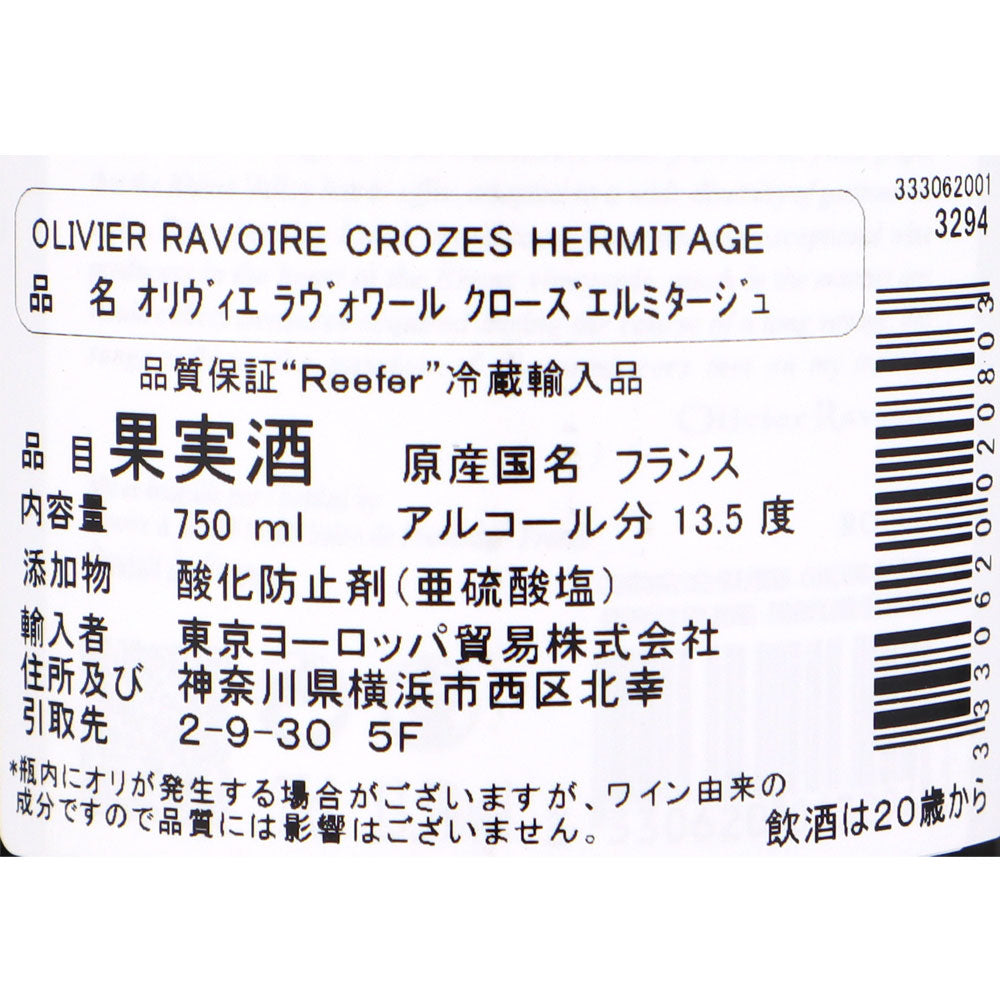 333062001
3294
OLIVIER RAVOIRE CROZES HERMITAGE
品 名 オリヴィエ ラヴォワール クローズ エルミタージュ
品質保証“Reefer”冷蔵輸入品
品 目 果実酒 原産国名 フランス
内容量 750 ml アルコール分 13.5 度
添加物 酸化防止剤(亜硫酸塩)
輸入者 東京ヨーロッパ貿易株式会社
住所及び 神奈川県横浜市西区北幸
引取先 2-9-30 5F
*瓶内にオリが発生する場合がございますが、ワイン由来の
成分ですので品質には影響はございません。
飲酒は20歳から
3330620020803